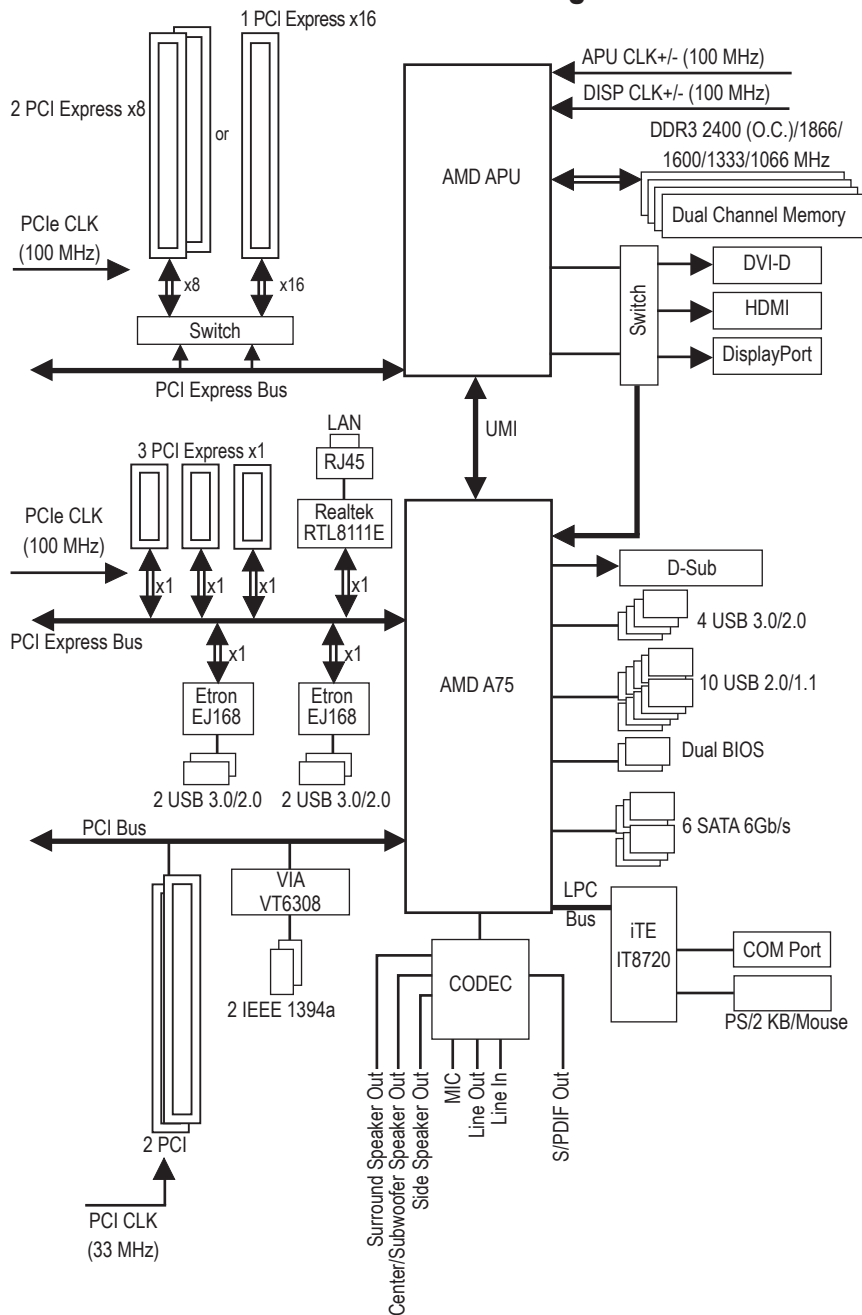 1 PCI Express x16
2 PCI Express x8
or
PCIe CLK
(100 MHz)
x8
x16
Switch
PCI Express Bus
AMD APU
APU CLK+/- (100 MHz)
DISP CLK+/- (100 MHz)
DDR3 2400 (O.C.)/1866/
1600/1333/1066 MHz
Dual Channel Memory
Switch
DVI-D
HDMI
DisplayPort
UMI
LAN
RJ45
Realtek
RTL8111E
3 PCI Express x1
PCIe CLK
(100 MHz)
x1
x1
x1
x1
PCI Express Bus
x1
x1
Etron
EJ168
Etron
EJ168
2 USB 3.0/2.0
2 USB 3.0/2.0
AMD A75
D-Sub
4 USB 3.0/2.0
10 USB 2.0/1.1
Dual BIOS
6 SATA 6Gb/s
PCI Bus
VIA
VT6308
2 IEEE 1394a
LPC
Bus
iTE
IT8720
COM Port
PS/2 KB/Mouse
CODEC
Surround Speaker Out
Center/Subwoofer Speaker Out
Side Speaker Out
MIC
Line Out
Line In
S/PDIF Out
2 PCI
PCI CLK
(33 MHz)